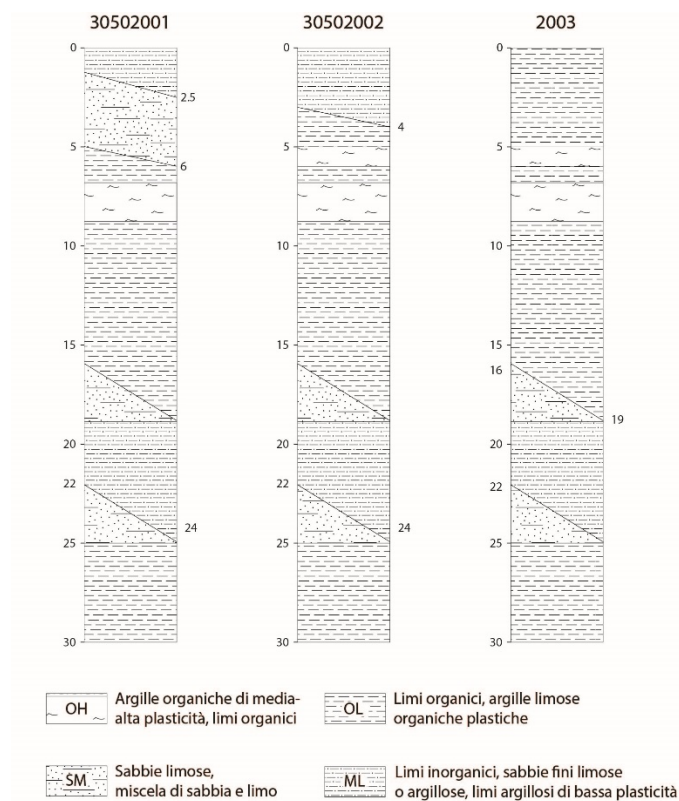 30502001 30502002 2003
0 0 0
2.5
4
5 5 5
6
10 10 10
15 15 15
16
19
20 20 20
22 22 22
24 24
25 25 25
30 30 30
OH Argille organiche di media-
alta plasticità, limi organici
OL Limi organici, argille limose
organiche plastiche
SM Sabbie limose,
miscela di sabbia e limo
ML Limi inorganici, sabbie fini limose
o argillose, limi argillosi di bassa plasticità